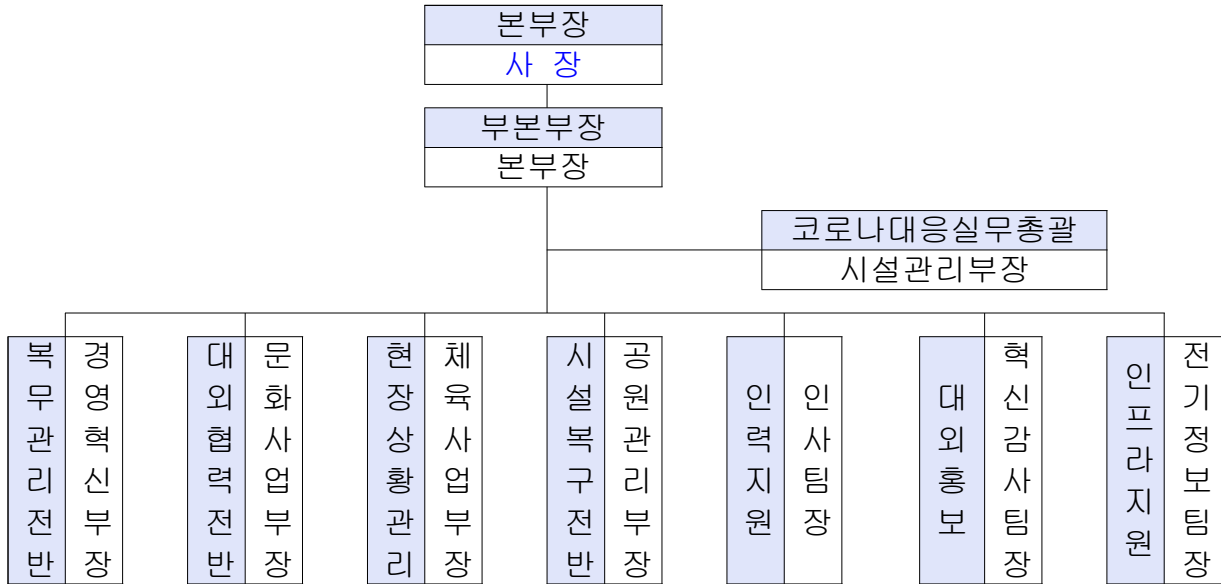 본부장
사 장
부본부장
본부장
코로나대응실무총괄
시설관리부장
복무관리전반
경영혁신부장
대외협력전반
문화사업부장
현장상황관리
체육사업부장
시설복구전반
공원관리부장
인력지원
인사팀장
대외홍보
혁신감사팀장
인프라지원
전기정보팀장